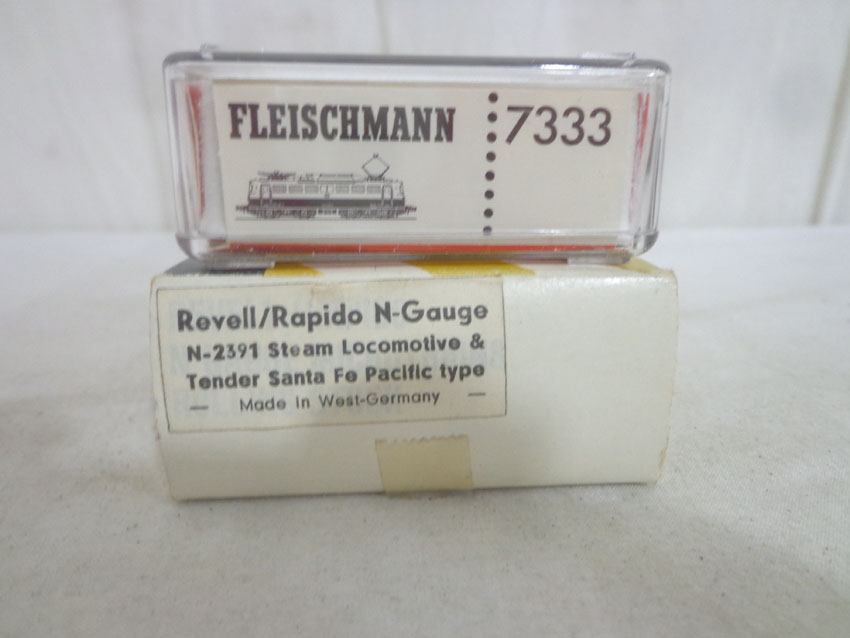 FLEISCHMANN 7333
Revell/Rapido N-Gauge
N-2391 Steam Locomotive &
Tender Santa Fe Pacific type
— Made in West-Germany —